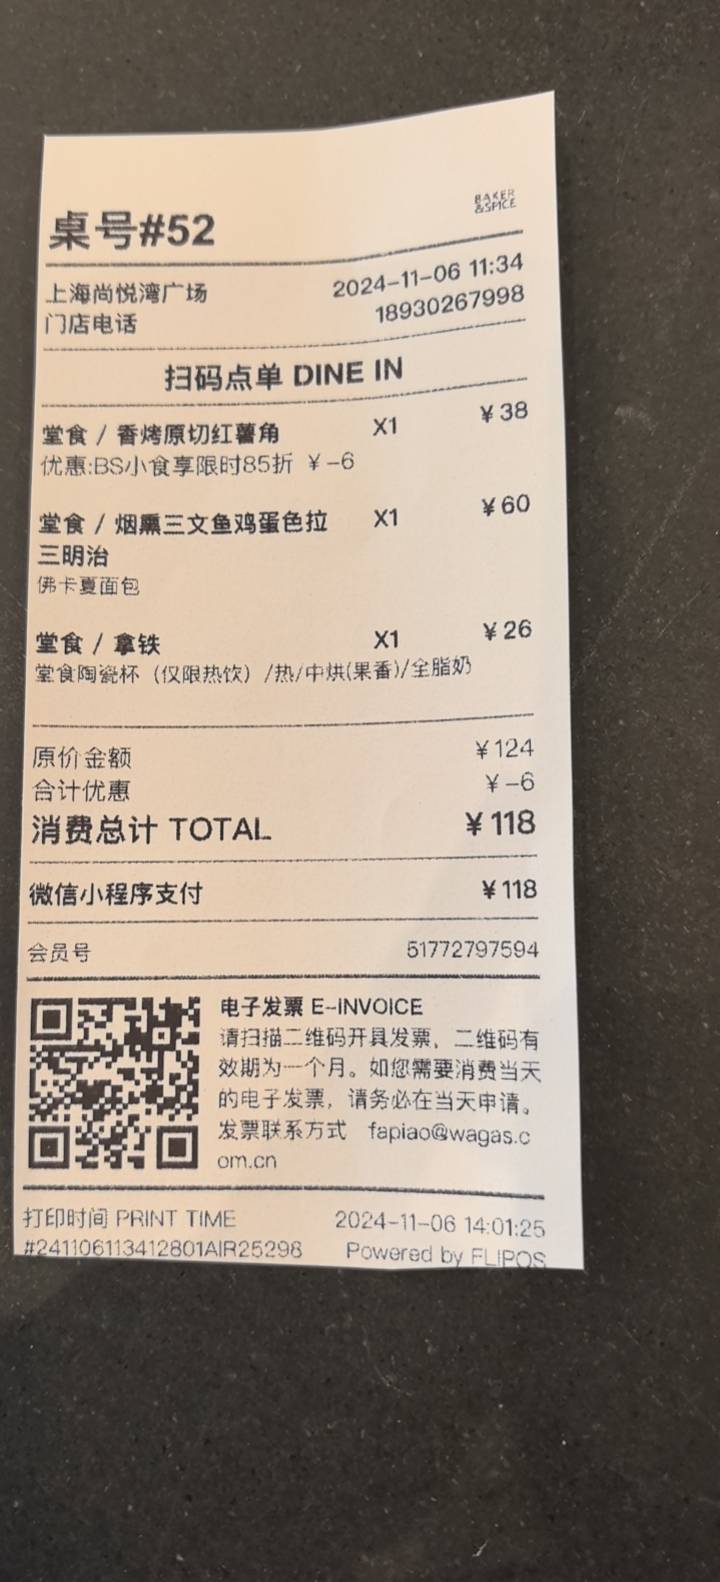 BAKER
&SPICE
桌号#52
上海尚悦湾广场 2024-11-06 11:34
门店电话 18930267998
扫码点单 DINE IN
堂食 / 香烤原切红薯角 X1 ¥38
优惠:BS小食享限时85折 ¥-6
堂食 / 烟熏三文鱼鸡蛋色拉 X1 ¥60
三明治
佛卡夏面包
堂食 / 拿铁 X1 ¥26
堂食陶瓷杯（仅限热饮）/热/中烘(果香)/全脂奶
原价金额 ¥124
合计优惠 ¥-6
消费总计 TOTAL ¥118
微信小程序支付 ¥118
会员号 51772797594
电子发票 E-INVOICE
请扫描二维码开具发票，二维码有
效期为一个月。如您需要消费当天
的电子发票，请务必在当天申请。
发票联系方式 fapiao@wagas.c
om.cn
打印时间 PRINT TIME 2024-11-06 14:01:25
#241106113412801AIR25298 Powered by FLIPOS